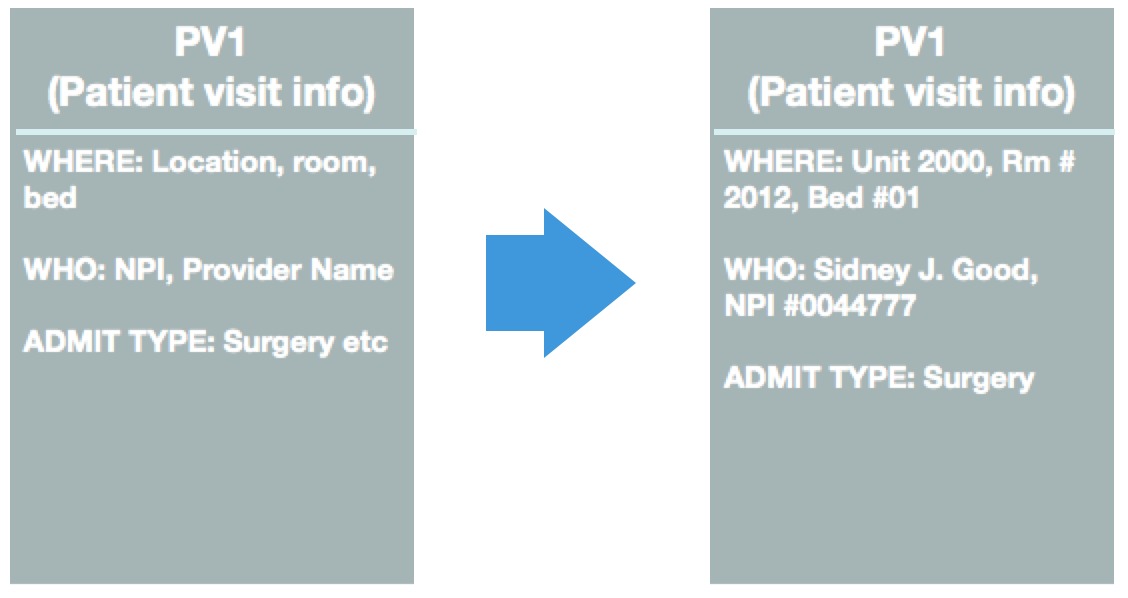 PV1
(Patient visit info)
WHERE: Location, room,
bed
WHO: NPI, Provider Name
ADMIT TYPE: Surgery etc
PV1
(Patient visit info)
WHERE: Unit 2000, Rm #
2012, Bed #01
WHO: Sidney J. Good,
NPI #0044777
ADMIT TYPE: Surgery